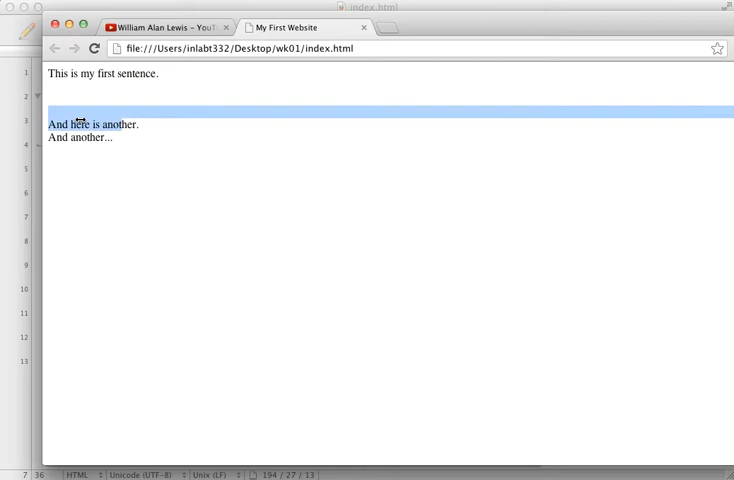 index.html
William Alan Lewis – YouT
My First Website
file:///Users/inlabt332/Desktop/wk01/index.html
This is my first sentence.
And here is another.
And another...
1
2
3
4
5
6
7
8
9
10
11
12
13
7 36 HTML Unicode (UTF-8) Unix (LF) 194 / 27 / 13